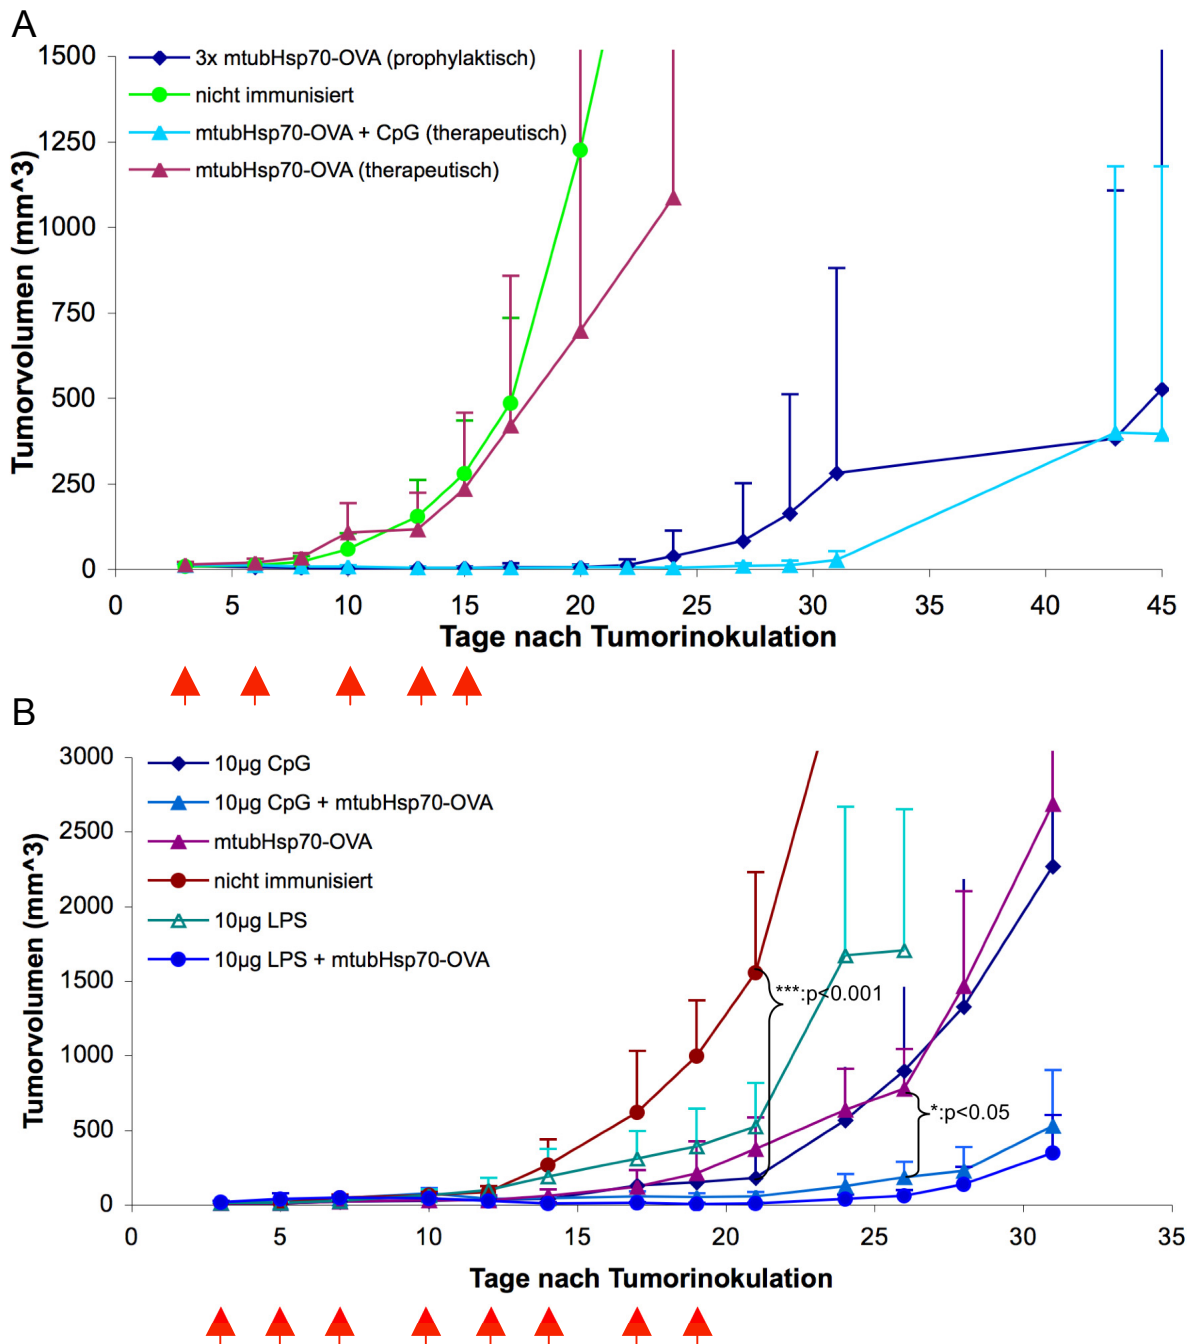 A
1500
1250
1000
750
500
250
0
Tumorvolumen (mm^3)
3x mtubHsp70-OVA (prophylaktisch)
nicht immunisiert
mtubHsp70-OVA + CpG (therapeutisch)
mtubHsp70-OVA (therapeutisch)
0 5 10 15 20 25 30 35 40 45
Tage nach Tumorinokulation
B
3000
2500
2000
1500
1000
500
0
Tumorvolumen (mm^3)
10µg CpG
10µg CpG + mtubHsp70-OVA
mtubHsp70-OVA
nicht immunisiert
10µg LPS
10µg LPS + mtubHsp70-OVA
***:p<0.001
*:p<0.05
0 5 10 15 20 25 30 35
Tage nach Tumorinokulation